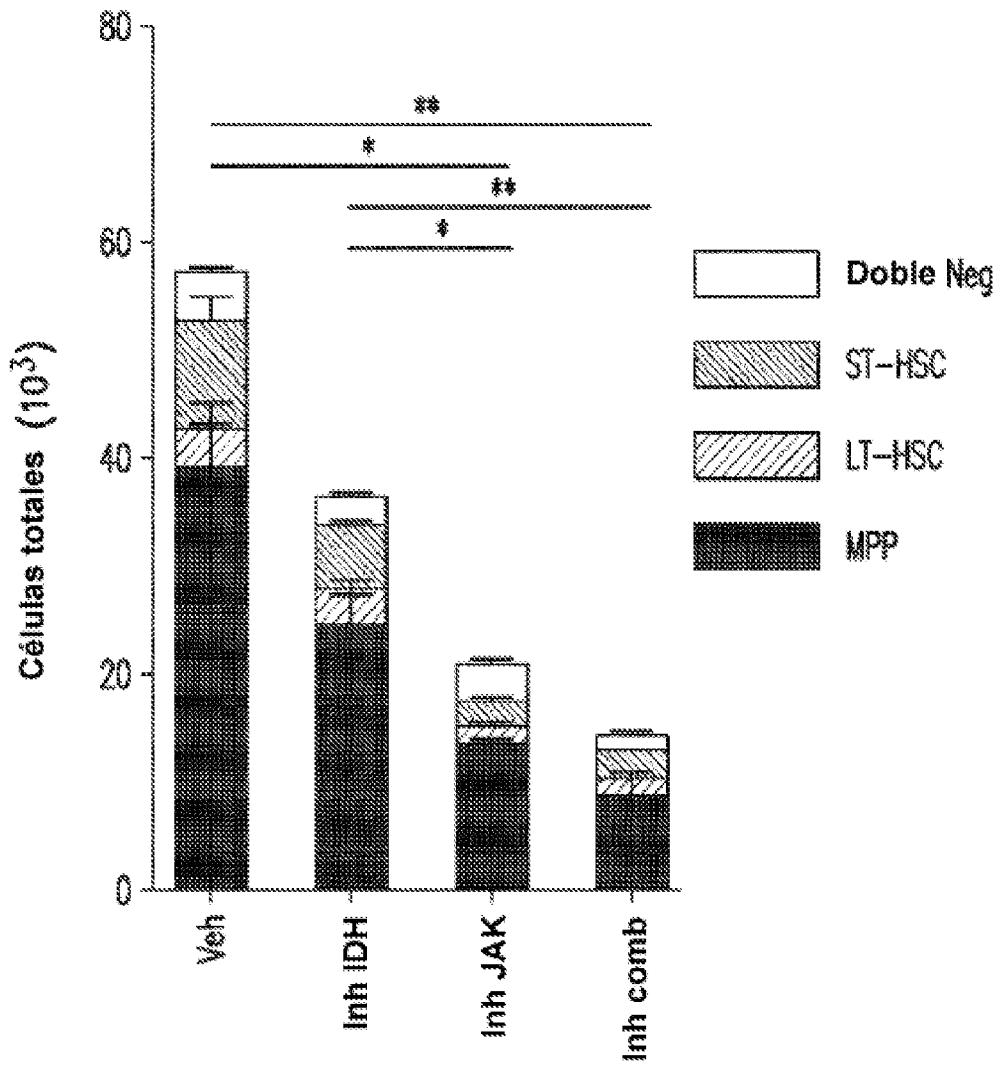 Células totales (10³)
80
60
40
20
0
**
*
**
*
Veh
Inh IDH
Inh JAK
Inh comb
Doble Neg
ST-HSC
LT-HSC
MPP